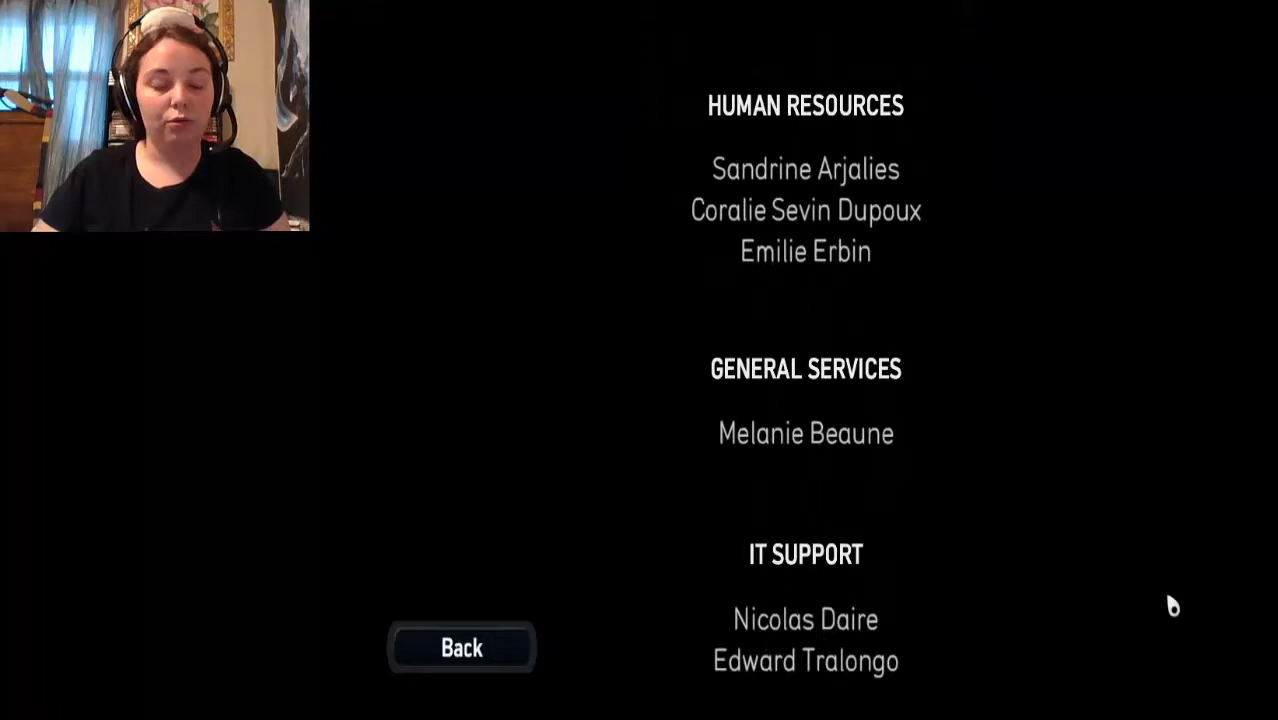 HUMAN RESOURCES
Sandrine Arjalies
Coralie Sevin Dupoux
Emilie Erbin
GENERAL SERVICES
Melanie Beaune
IT SUPPORT
Nicolas Daire
Edward Tralongo
Back